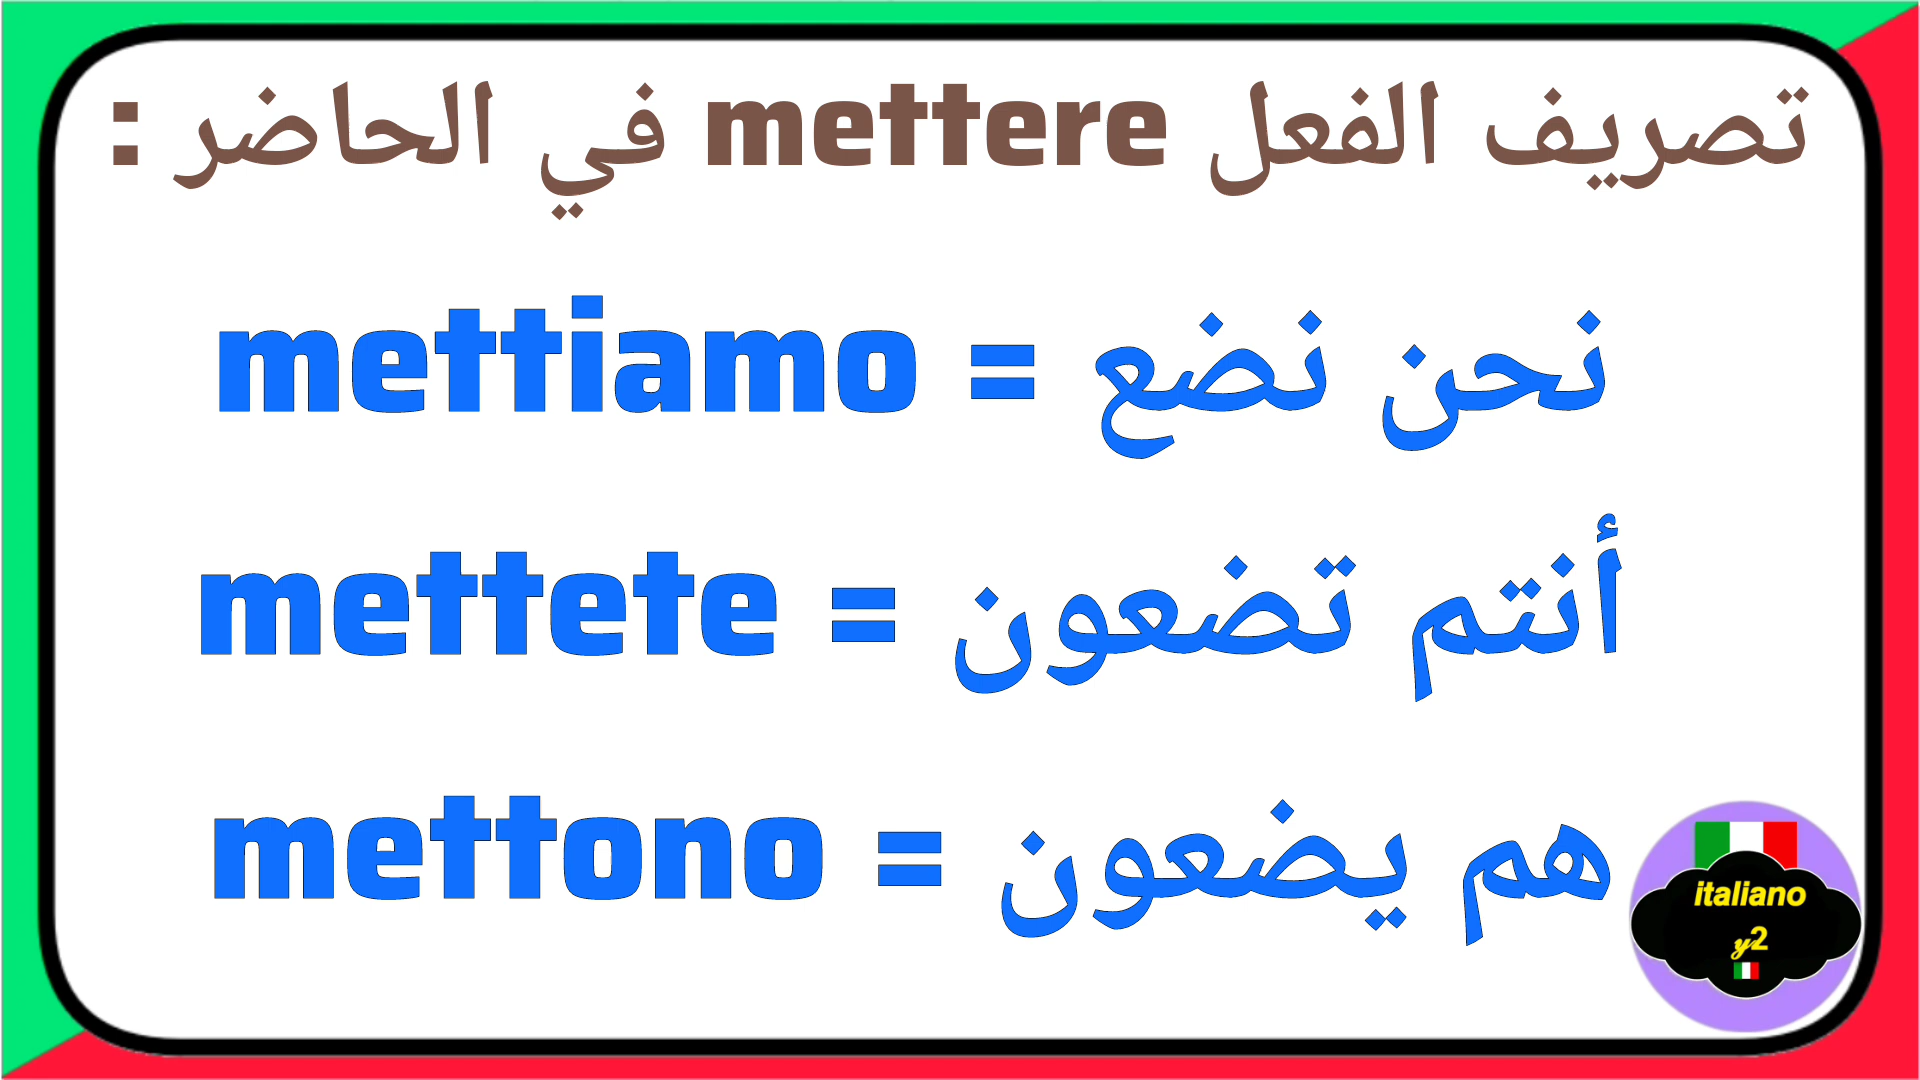 تصريف الفعل mettere في الحاضر :
نحن نضع = mettiamo
أنتم تضعون = mettete
هم يضعون = mettono
italiano
y2